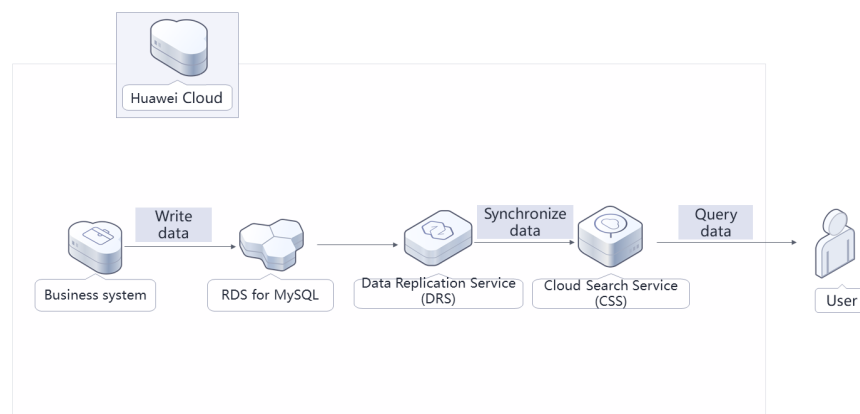 Huawei Cloud
Write
data
Synchronize
data
Query
data
Business system
RDS for MySQL
Data Replication Service
(DRS)
Cloud Search Service
(CSS)
User